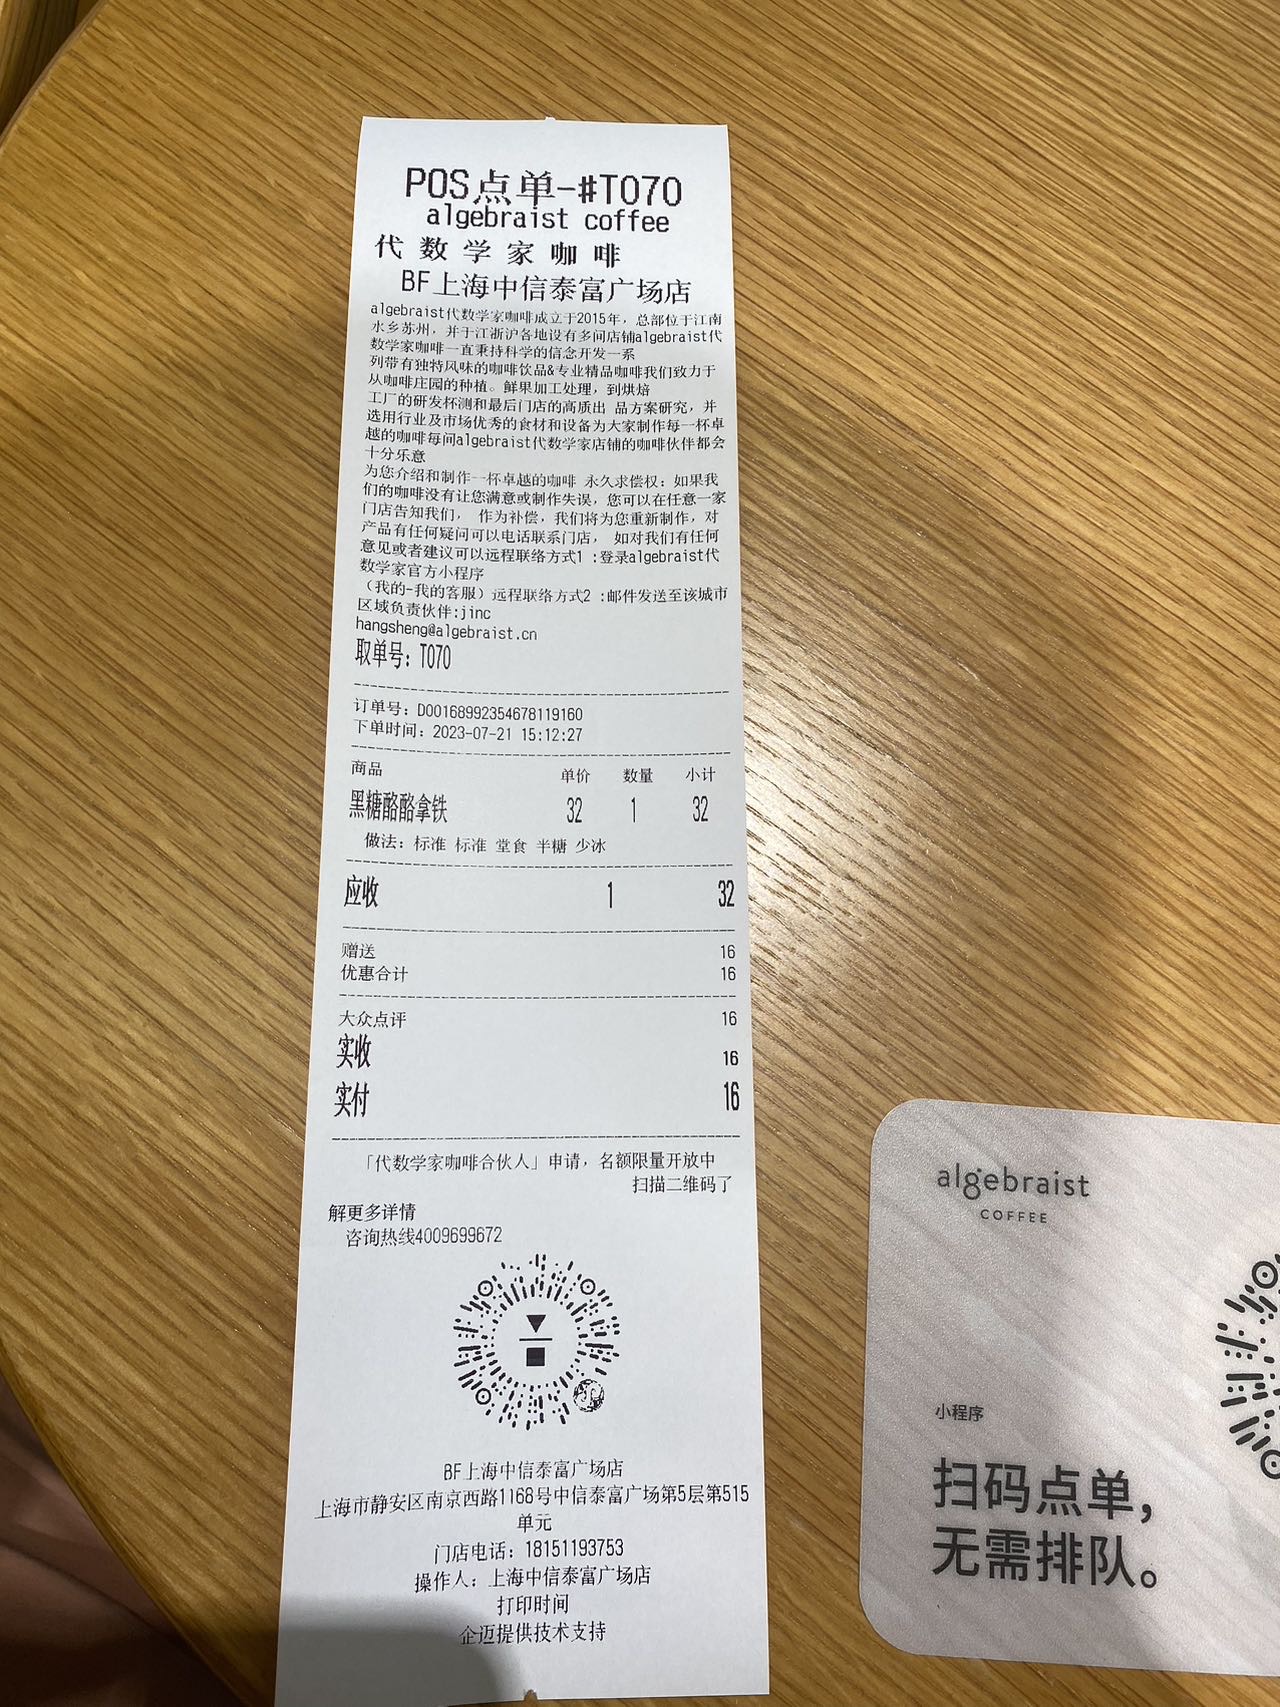 POS点单-#T070
algebraist coffee
代数学家咖啡
BF上海中信泰富广场店
algebraist代数学家咖啡成立于2015年，总部位于江南
水乡苏州，并于江浙沪各地设有多间店铺algebraist代
数学家咖啡一直秉持科学的信念开发一系
列带有独特风味的咖啡饮品&专业精品咖啡我们致力于
从咖啡庄园的种植。鲜果加工处理，到烘焙
工厂的研发杯测和最后门店的高质出 品方案研究，并
选用行业及市场优秀的食材和设备为大家制作每一杯卓
越的咖啡每间algebraist代数学家店铺的咖啡伙伴都会
十分乐意
为您介绍和制作一杯卓越的咖啡 永久求偿权：如果我
们的咖啡没有让您满意或制作失误，您可以在任意一家
门店告知我们， 作为补偿，我们将为您重新制作，对
产品有任何疑问可以电话联系门店， 如对我们有任何
意见或者建议可以远程联络方式1 :登录algebraist代
数学家官方小程序
（我的-我的客服）远程联络方式2 :邮件发送至该城市
区域负责伙伴:jinc
hangsheng@algebraist.cn
取单号：T070
订单号：D00168992354678119160
下单时间：2023-07-21 15:12:27
商品 单价 数量 小计
黑糖酪酪拿铁 32 1 32
做法：标准 标准 堂食 半糖 少冰
应收 1 32
赠送 16
优惠合计 16
大众点评 16
实收 16
实付 16
「代数学家咖啡合伙人」申请，名额限量开放中
扫描二维码了
解更多详情
咨询热线4009699672
BF上海中信泰富广场店
上海市静安区南京西路1168号中信泰富广场第5层第515
单元
门店电话：18151193753
操作人：上海中信泰富广场店
打印时间
企迈提供技术支持
algebraist
COFFEE
小程序
扫码点单，
无需排队。